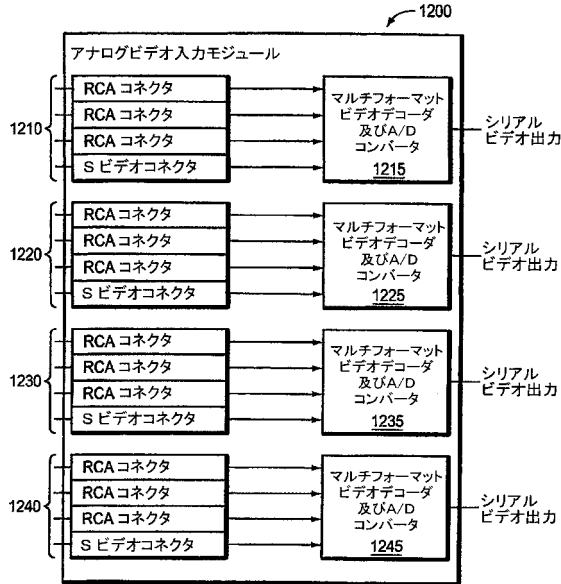 1200
アナログビデオ入力モジュール
1210
RCA コネクタ
RCA コネクタ
RCA コネクタ
S ビデオコネクタ
マルチフォーマット
ビデオデコーダ
及びA/D
コンバータ
1215
シリアル
ビデオ出力
1220
RCA コネクタ
RCA コネクタ
RCA コネクタ
S ビデオコネクタ
マルチフォーマット
ビデオデコーダ
及びA/D
コンバータ
1225
シリアル
ビデオ出力
1230
RCA コネクタ
RCA コネクタ
RCA コネクタ
S ビデオコネクタ
マルチフォーマット
ビデオデコーダ
及びA/D
コンバータ
1235
シリアル
ビデオ出力
1240
RCA コネクタ
RCA コネクタ
RCA コネクタ
S ビデオコネクタ
マルチフォーマット
ビデオデコーダ
及びA/D
コンバータ
1245
シリアル
ビデオ出力